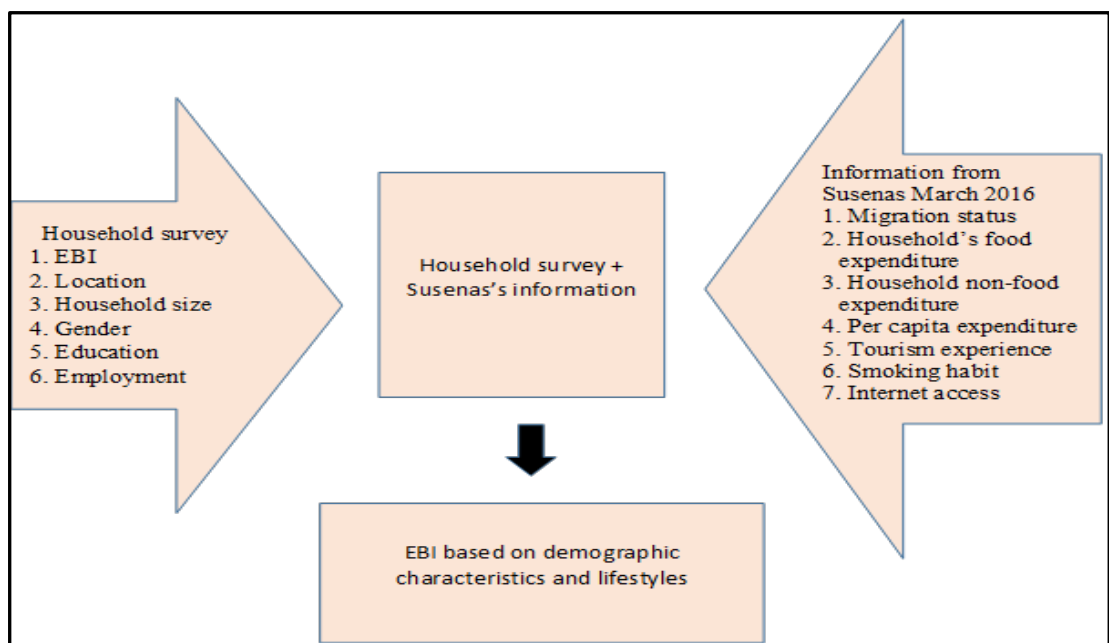 Household survey
1. EBI
2. Location
3. Household size
4. Gender
5. Education
6. Employment
Household survey +
Susenas's information
Information from
Susenas March 2016
1. Migration status
2. Household's food
expenditure
3. Household non-food
expenditure
4. Per capita expenditure
5. Tourism experience
6. Smoking habit
7. Internet access
EBI based on demographic
characteristics and lifestyles